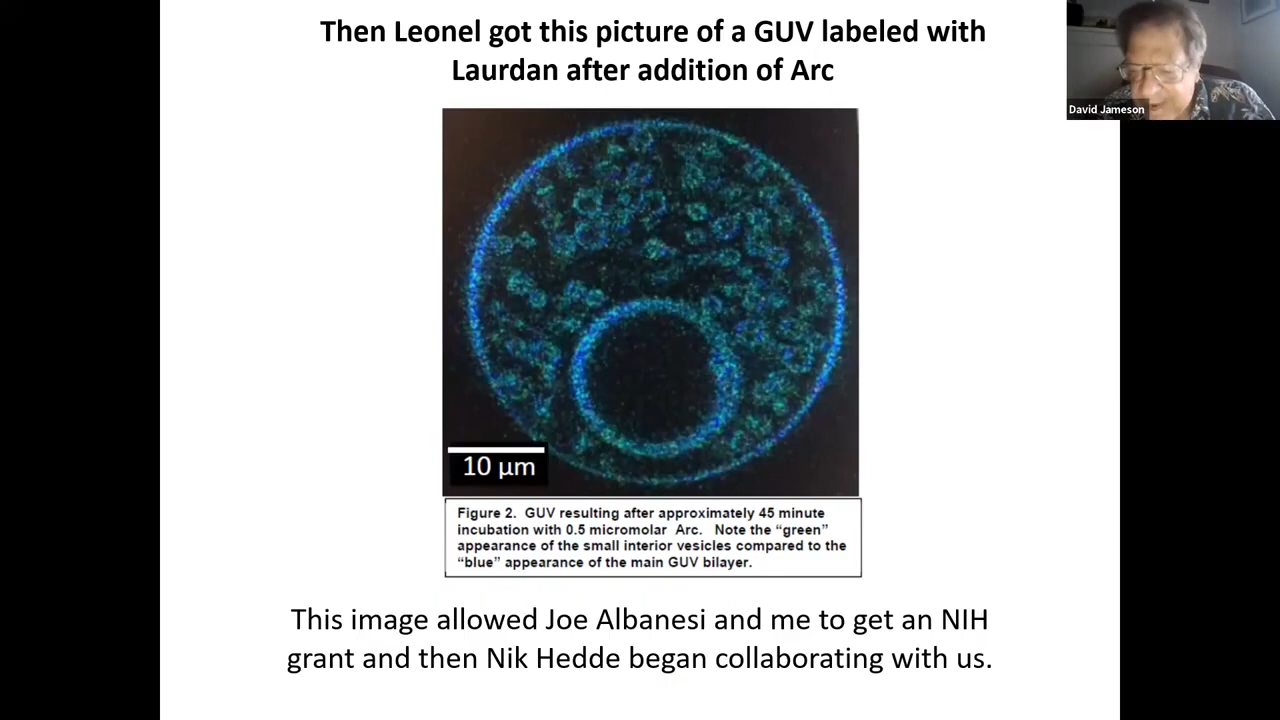 Then Leonel got this picture of a GUV labeled with
Laurdan after addition of Arc
David Jameson
10 µm
Figure 2. GUV resulting after approximately 45 minute
incubation with 0.5 micromolar Arc. Note the “green”
appearance of the small interior vesicles compared to the
“blue” appearance of the main GUV bilayer.
This image allowed Joe Albanesi and me to get an NIH
grant and then Nik Hedde began collaborating with us.